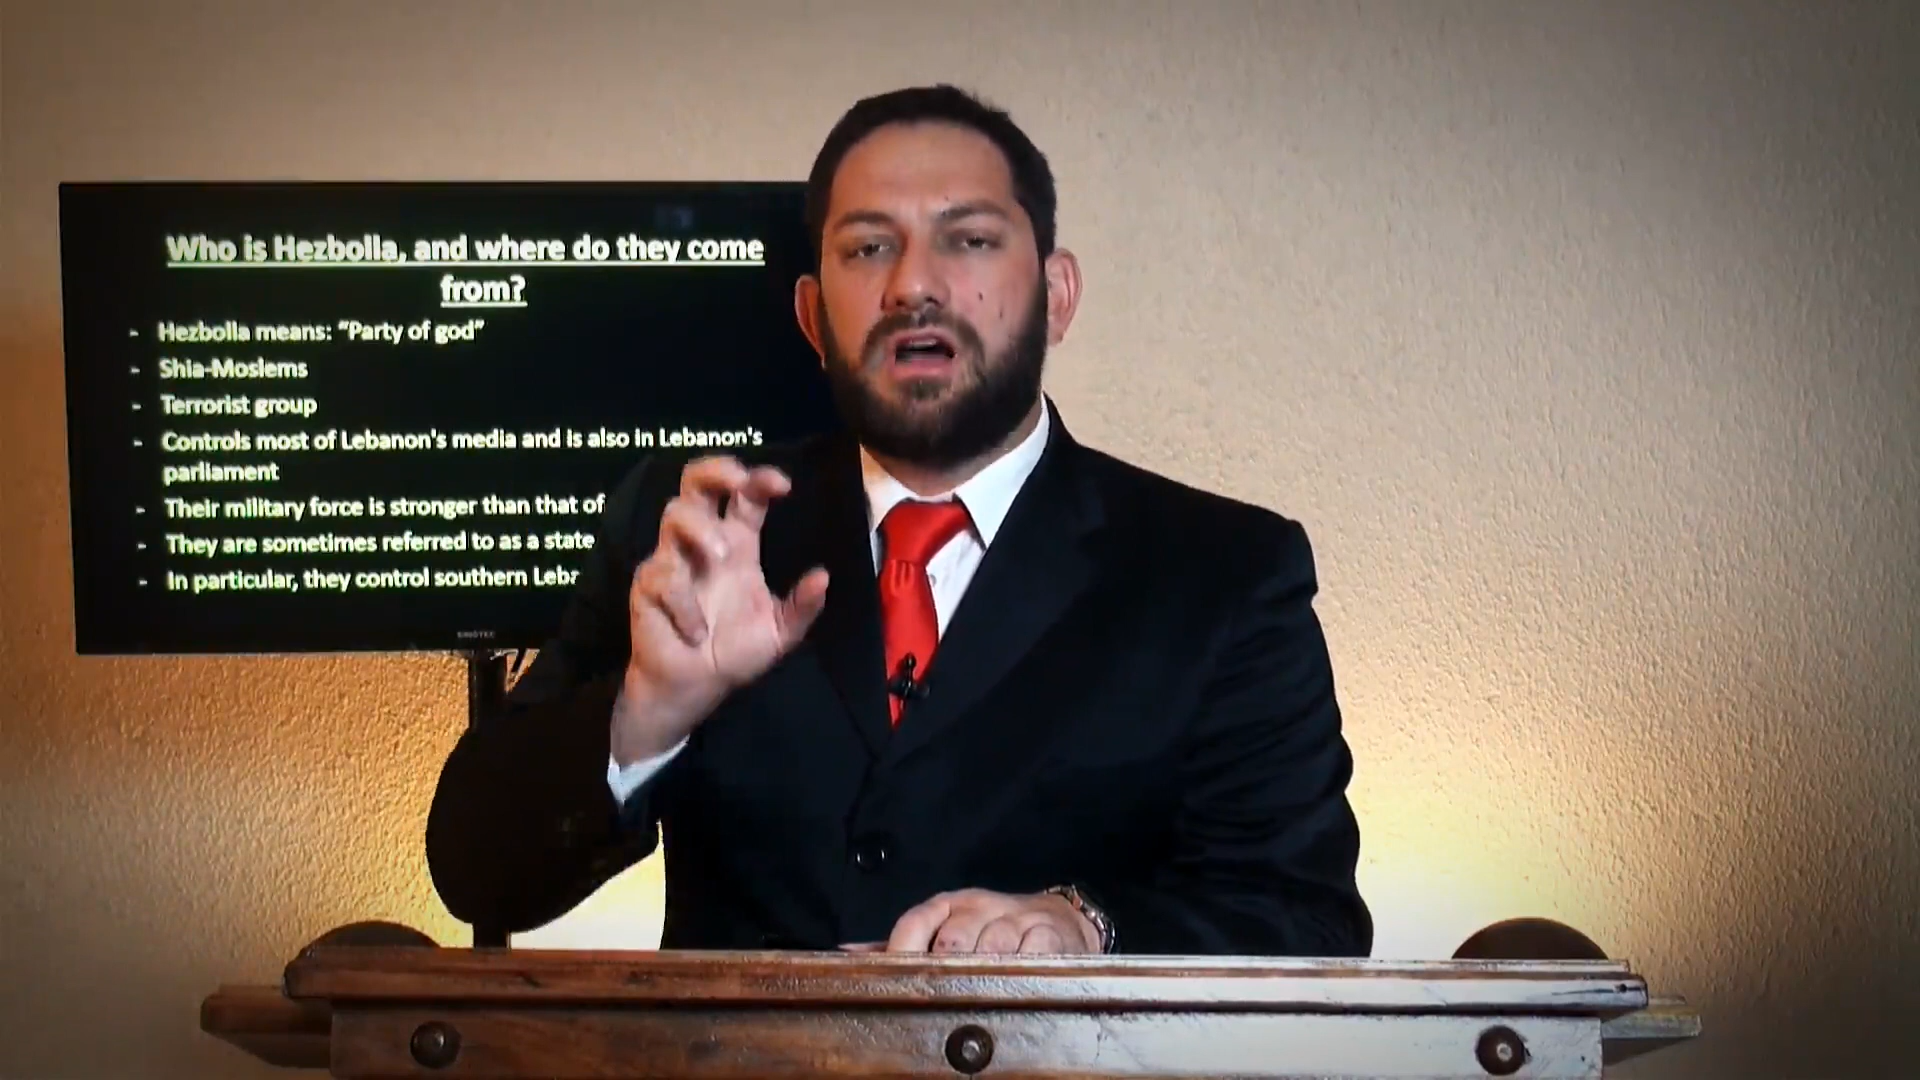 Who is Hezbolla, and where do they come
from?
- Hezbolla means: “Party of god”
- Shia-Moslems
- Terrorist group
- Controls most of Lebanon's media and is also in Lebanon's
parliament
- Their military force is stronger than that of
- They are sometimes referred to as a state
- In particular, they control southern Leba
SINOTEC